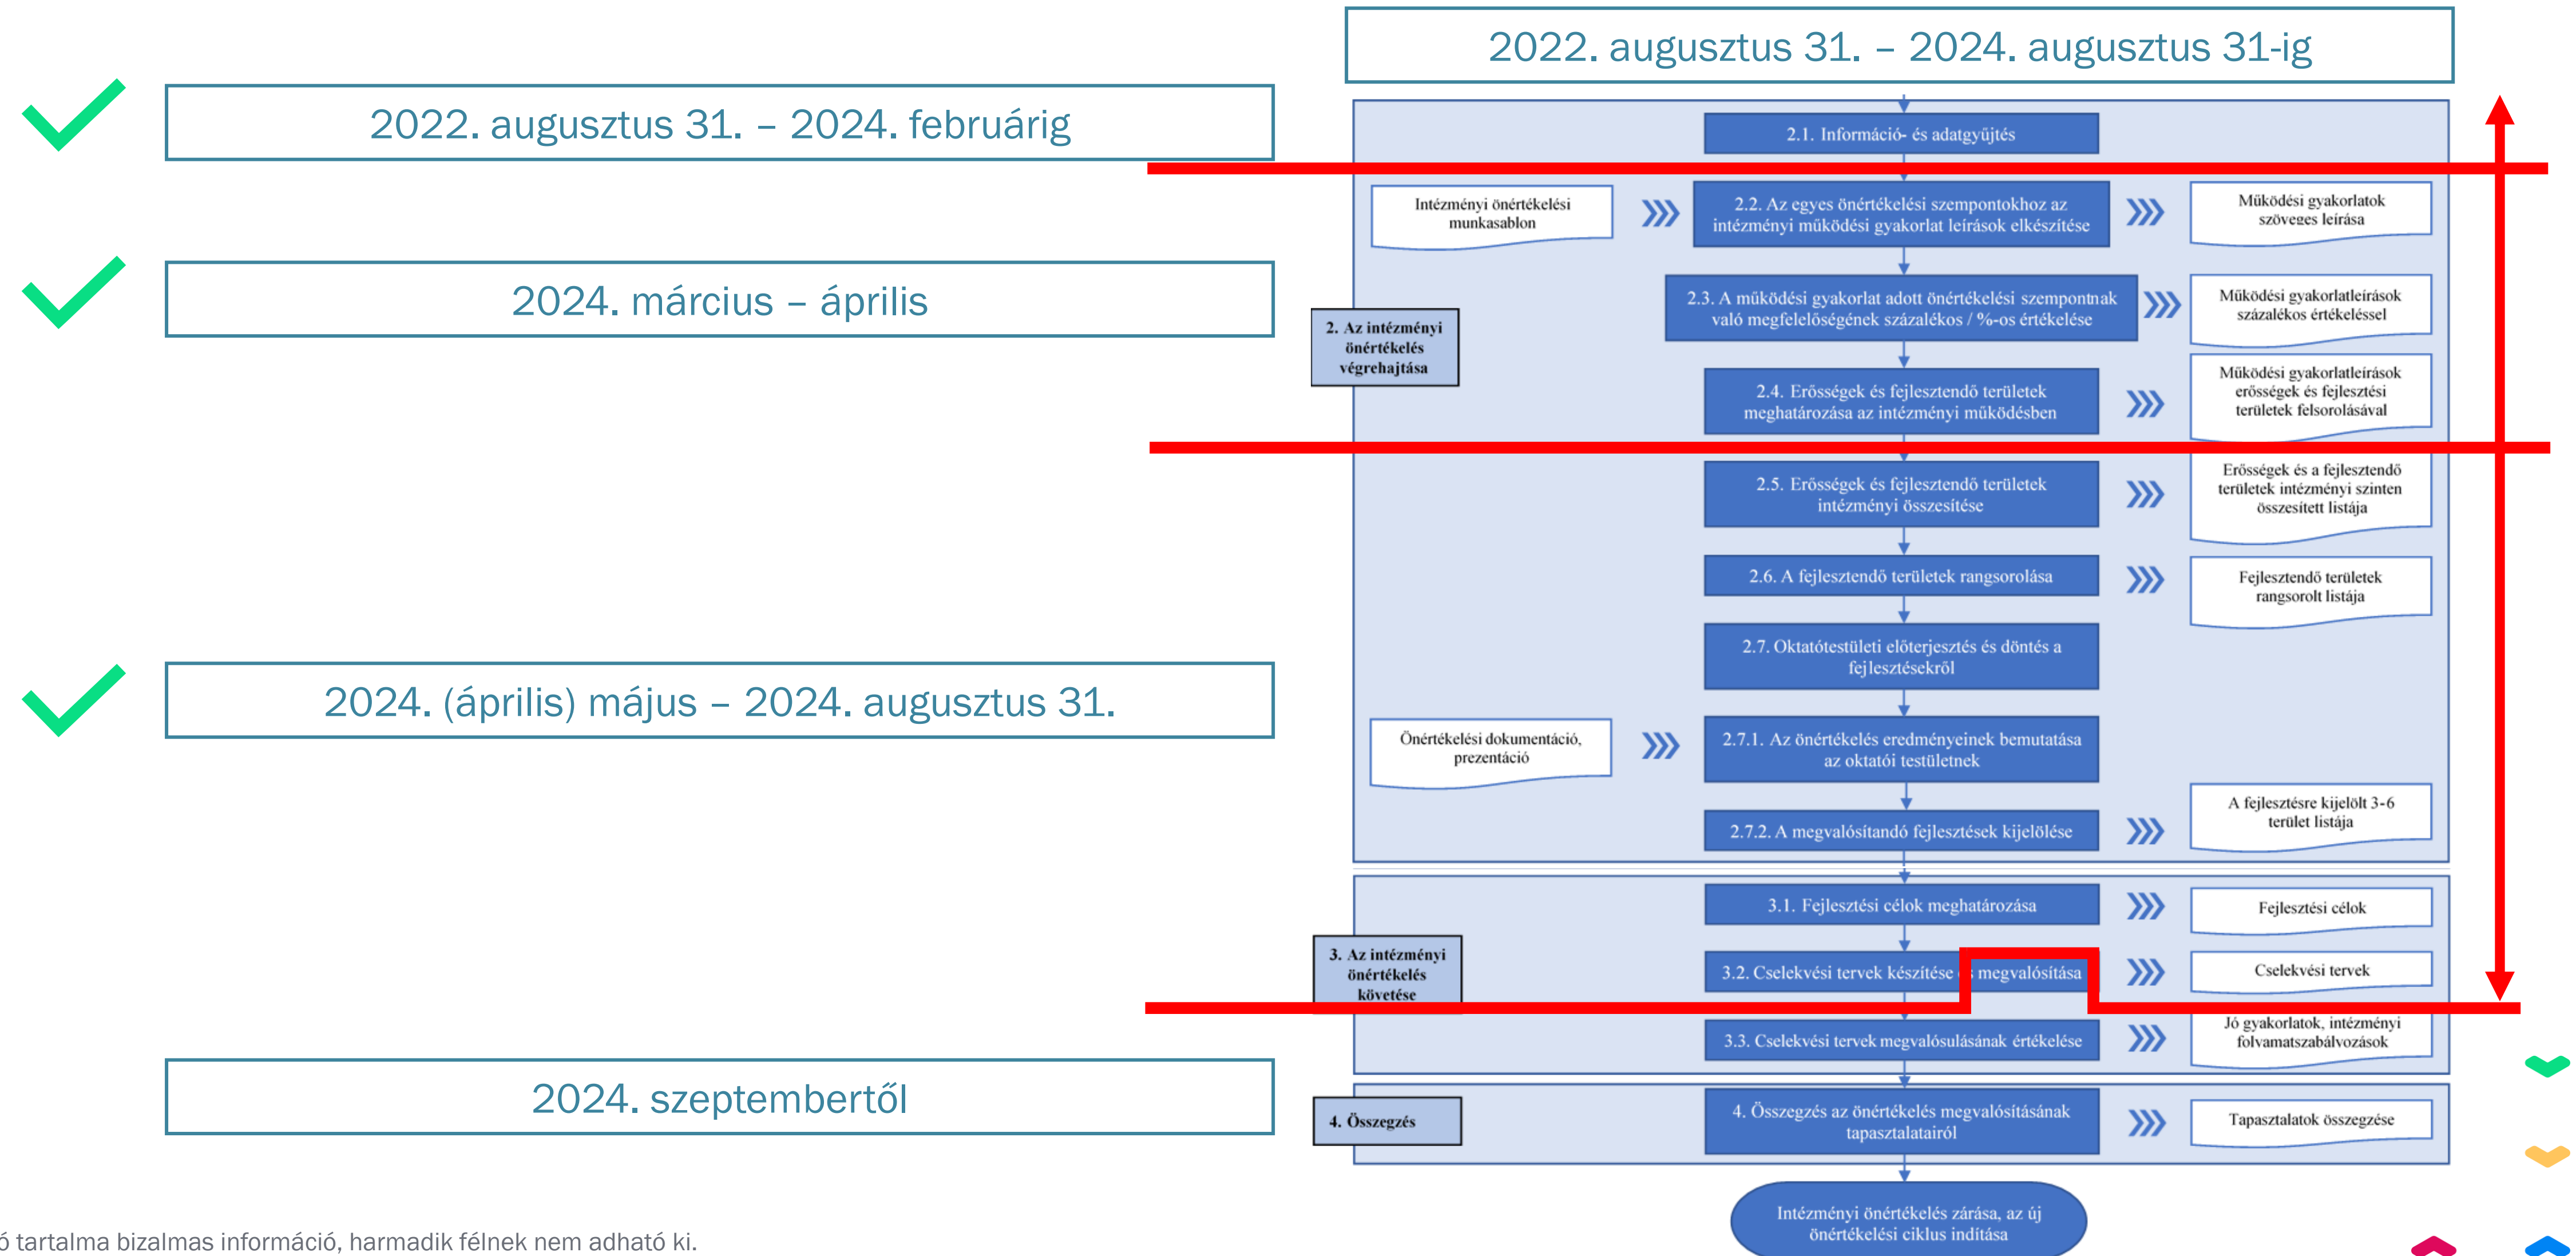 2022. augusztus 31. – 2024. augusztus 31-ig
2022. augusztus 31. – 2024. februárig
2024. március – április
2024. (április) május – 2024. augusztus 31.
2024. szeptembertől
2. Az intézményi
önértékelés
végrehajtása
2.1. Információ- és adatgyűjtés
Intézményi önértékelési
munkasablon
2.2. Az egyes önértékelési szempontokhoz az
intézményi működési gyakorlat leírások elkészítése
Működési gyakorlatok
szöveges leírása
2.3. A működési gyakorlat adott önértékelési szempontnak
való megfelelőségének százalékos / %-os értékelése
Működési gyakorlatleírások
százalékos értékeléssel
2.4. Erősségek és fejlesztendő területek
meghatározása az intézményi működésben
Működési gyakorlatleírások
erősségek és fejlesztési
területek felsorolásával
2.5. Erősségek és fejlesztendő területek
intézményi összesítése
Erősségek és a fejlesztendő
területek intézményi szinten
összesített listája
2.6. A fejlesztendő területek rangsorolása
Fejlesztendő területek
rangsorolt listája
2.7. Oktatótestületi előterjesztés és döntés a
fejlesztésekről
Önértékelési dokumentáció,
prezentáció
2.7.1. Az önértékelés eredményeinek bemutatása
az oktatói testületnek
2.7.2. A megvalósítandó fejlesztések kijelölése
A fejlesztésre kijelölt 3-6
terület listája
3. Az intézményi
önértékelés
követése
3.1. Fejlesztési célok meghatározása
Fejlesztési célok
3.2. Cselekvési tervek készítése és megvalósítása
Cselekvési tervek
3.3. Cselekvési tervek megvalósulásának értékelése
Jó gyakorlatok, intézményi
folyamatszabályozások
4. Összegzés
4. Összegzés az önértékelés megvalósításának
tapasztalatairól
Tapasztalatok összegzése
Intézményi önértékelés zárása, az új
önértékelési ciklus indítása
ó tartalma bizalmas információ, harmadik félnek nem adható ki.